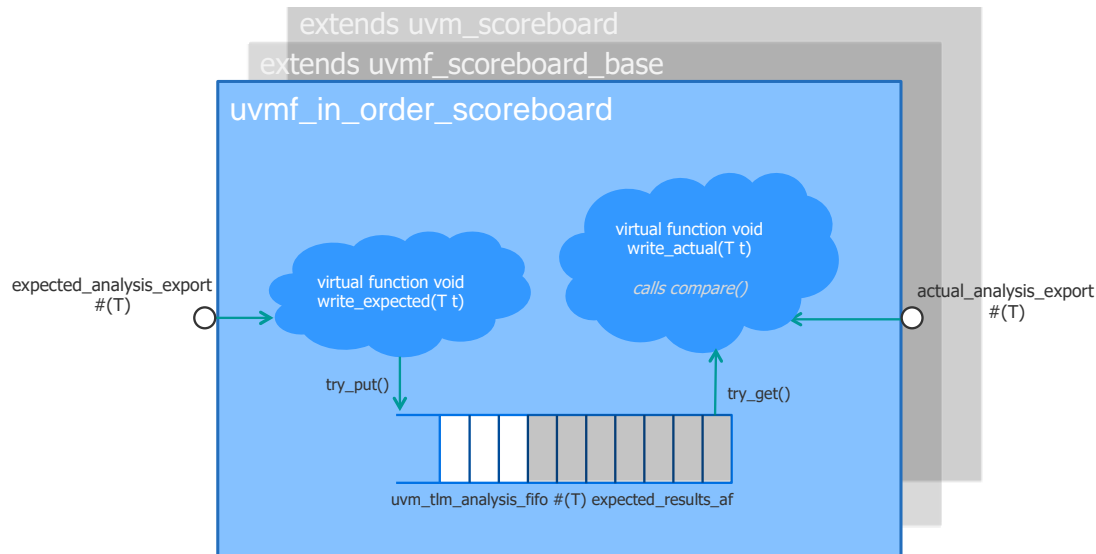 extends uvm_scoreboard
extends uvmf_scoreboard_base
uvmf_in_order_scoreboard
virtual function void
write_actual(T t)
calls compare()
virtual function void
write_expected(T t)
expected_analysis_export
#(T)
actual_analysis_export
#(T)
try_put()
try_get()
uvm_tlm_analysis_fifo #(T) expected_results_af